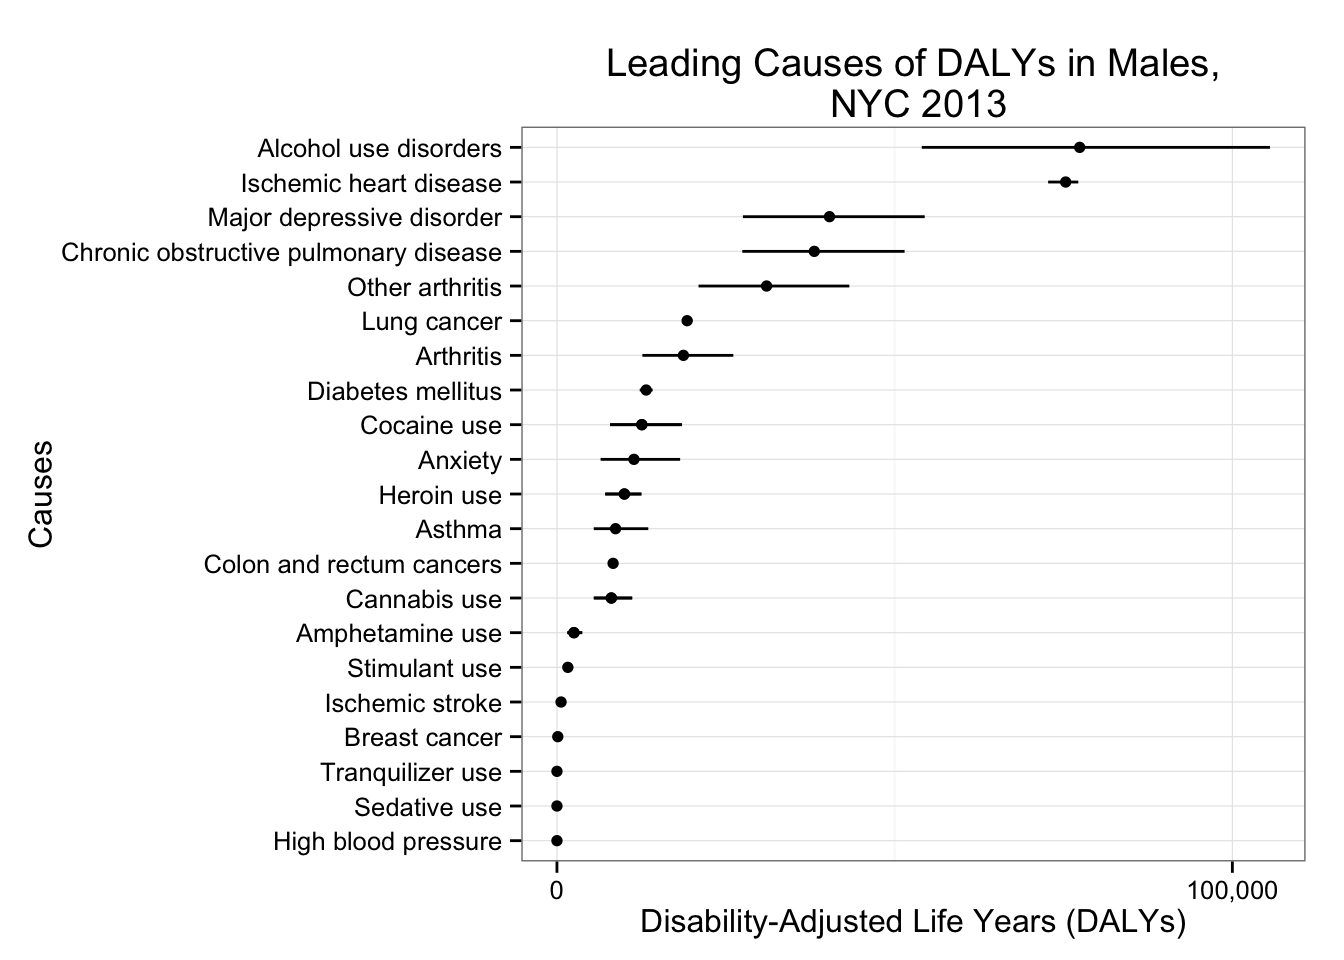 Leading Causes of DALYs in Males,
NYC 2013
Causes
Alcohol use disorders
Ischemic heart disease
Major depressive disorder
Chronic obstructive pulmonary disease
Other arthritis
Lung cancer
Arthritis
Diabetes mellitus
Cocaine use
Anxiety
Heroin use
Asthma
Colon and rectum cancers
Cannabis use
Amphetamine use
Stimulant use
Ischemic stroke
Breast cancer
Tranquilizer use
Sedative use
High blood pressure
0 100,000
Disability-Adjusted Life Years (DALYs)